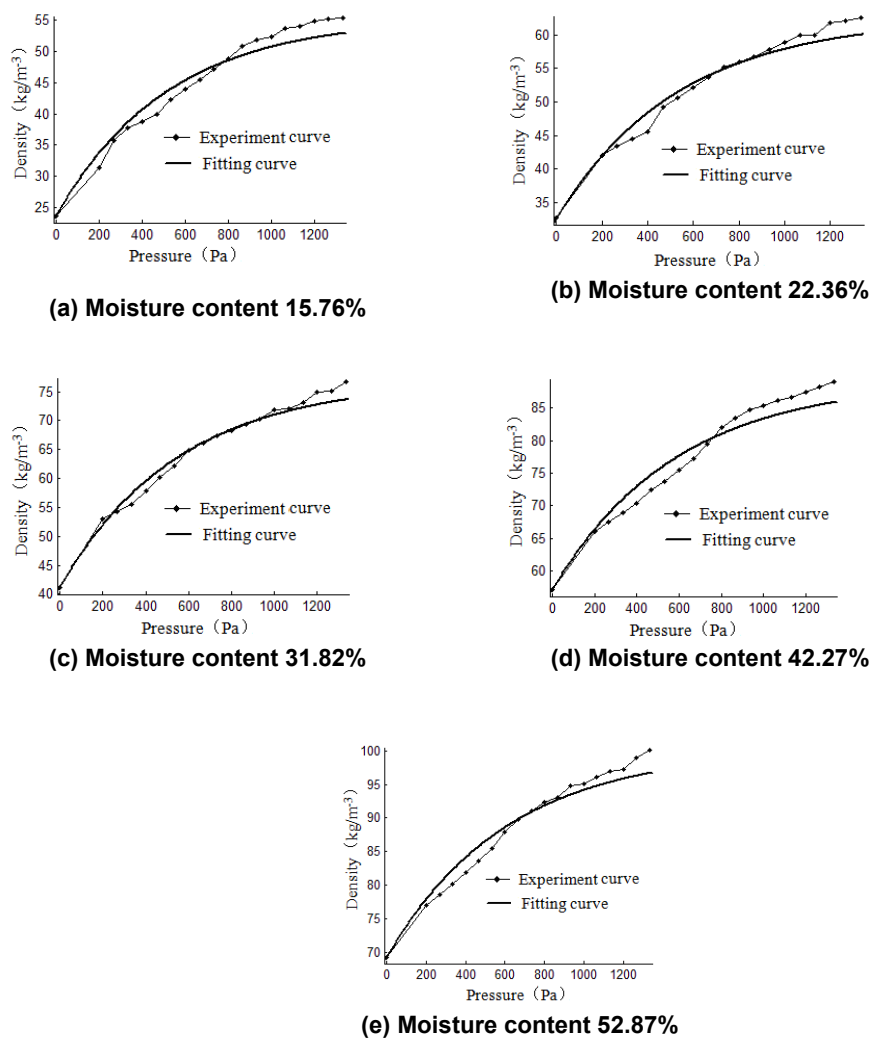 55
50
45
40
35
30
25
Density (kg/m⁻³)
Experiment curve
Fitting curve
0 200 400 600 800 1000 1200
Pressure (Pa)
(a) Moisture content 15.76%
60
55
50
45
40
35
Density (kg/m⁻³)
Experiment curve
Fitting curve
0 200 400 600 800 1000 1200
Pressure (Pa)
(b) Moisture content 22.36%
75
70
65
60
55
50
45
40
Density (kg/m⁻³)
Experiment curve
Fitting curve
0 200 400 600 800 1000 1200
Pressure (Pa)
(c) Moisture content 31.82%
85
80
75
70
65
60
Density (kg/m⁻³)
Experiment curve
Fitting curve
0 200 400 600 800 1000 1200
Pressure (Pa)
(d) Moisture content 42.27%
100
95
90
85
80
75
70
Density (kg/m⁻³)
Experiment curve
Fitting curve
0 200 400 600 800 1000 1200
Pressure (Pa)
(e) Moisture content 52.87%